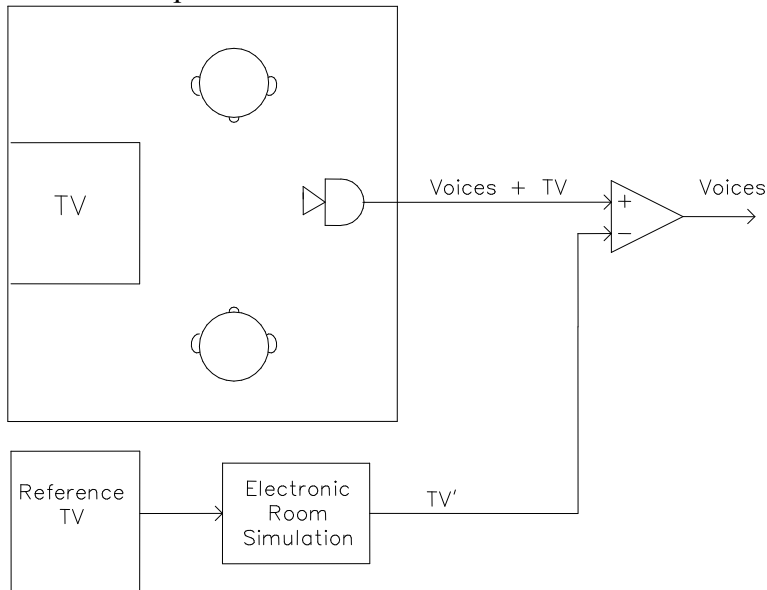 TV
Voices + TV
+
−
Voices
Reference
TV
Electronic
Room
Simulation
TV'